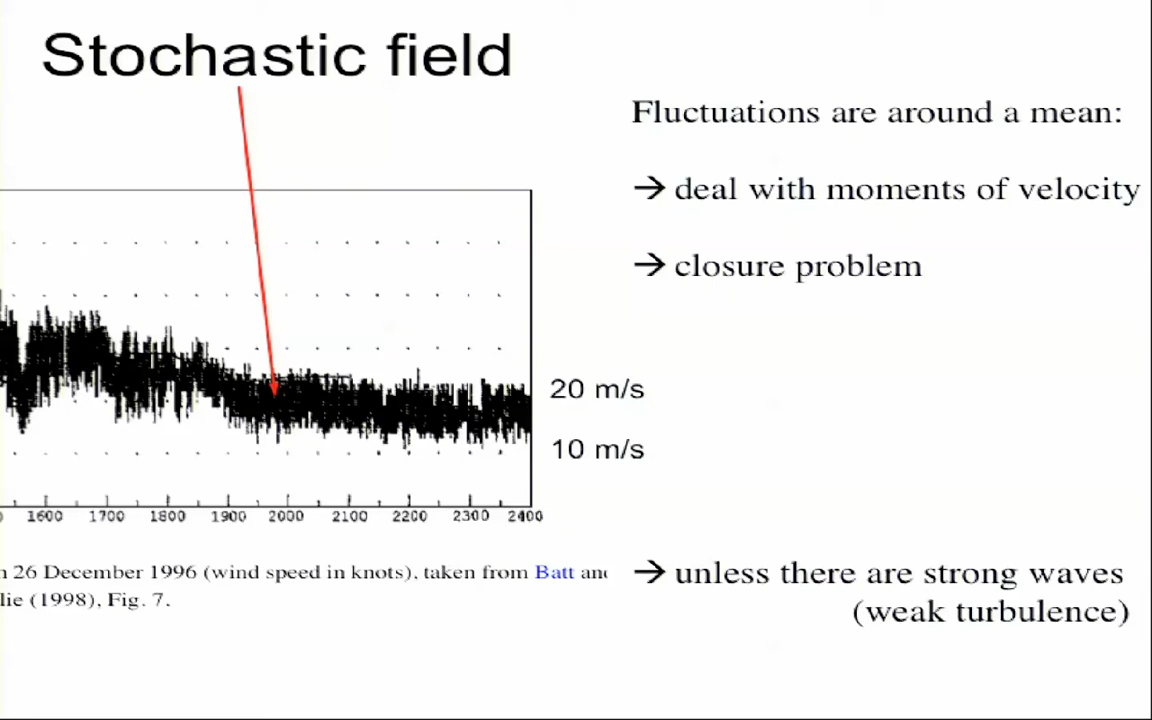 Stochastic field
Fluctuations are around a mean:
→ deal with moments of velocity
→ closure problem
20 m/s
10 m/s
1600 1700 1800 1900 2000 2100 2200 2300 2400
26 December 1996 (wind speed in knots), taken from Batt and
lie (1998), Fig. 7.
→ unless there are strong waves
(weak turbulence)